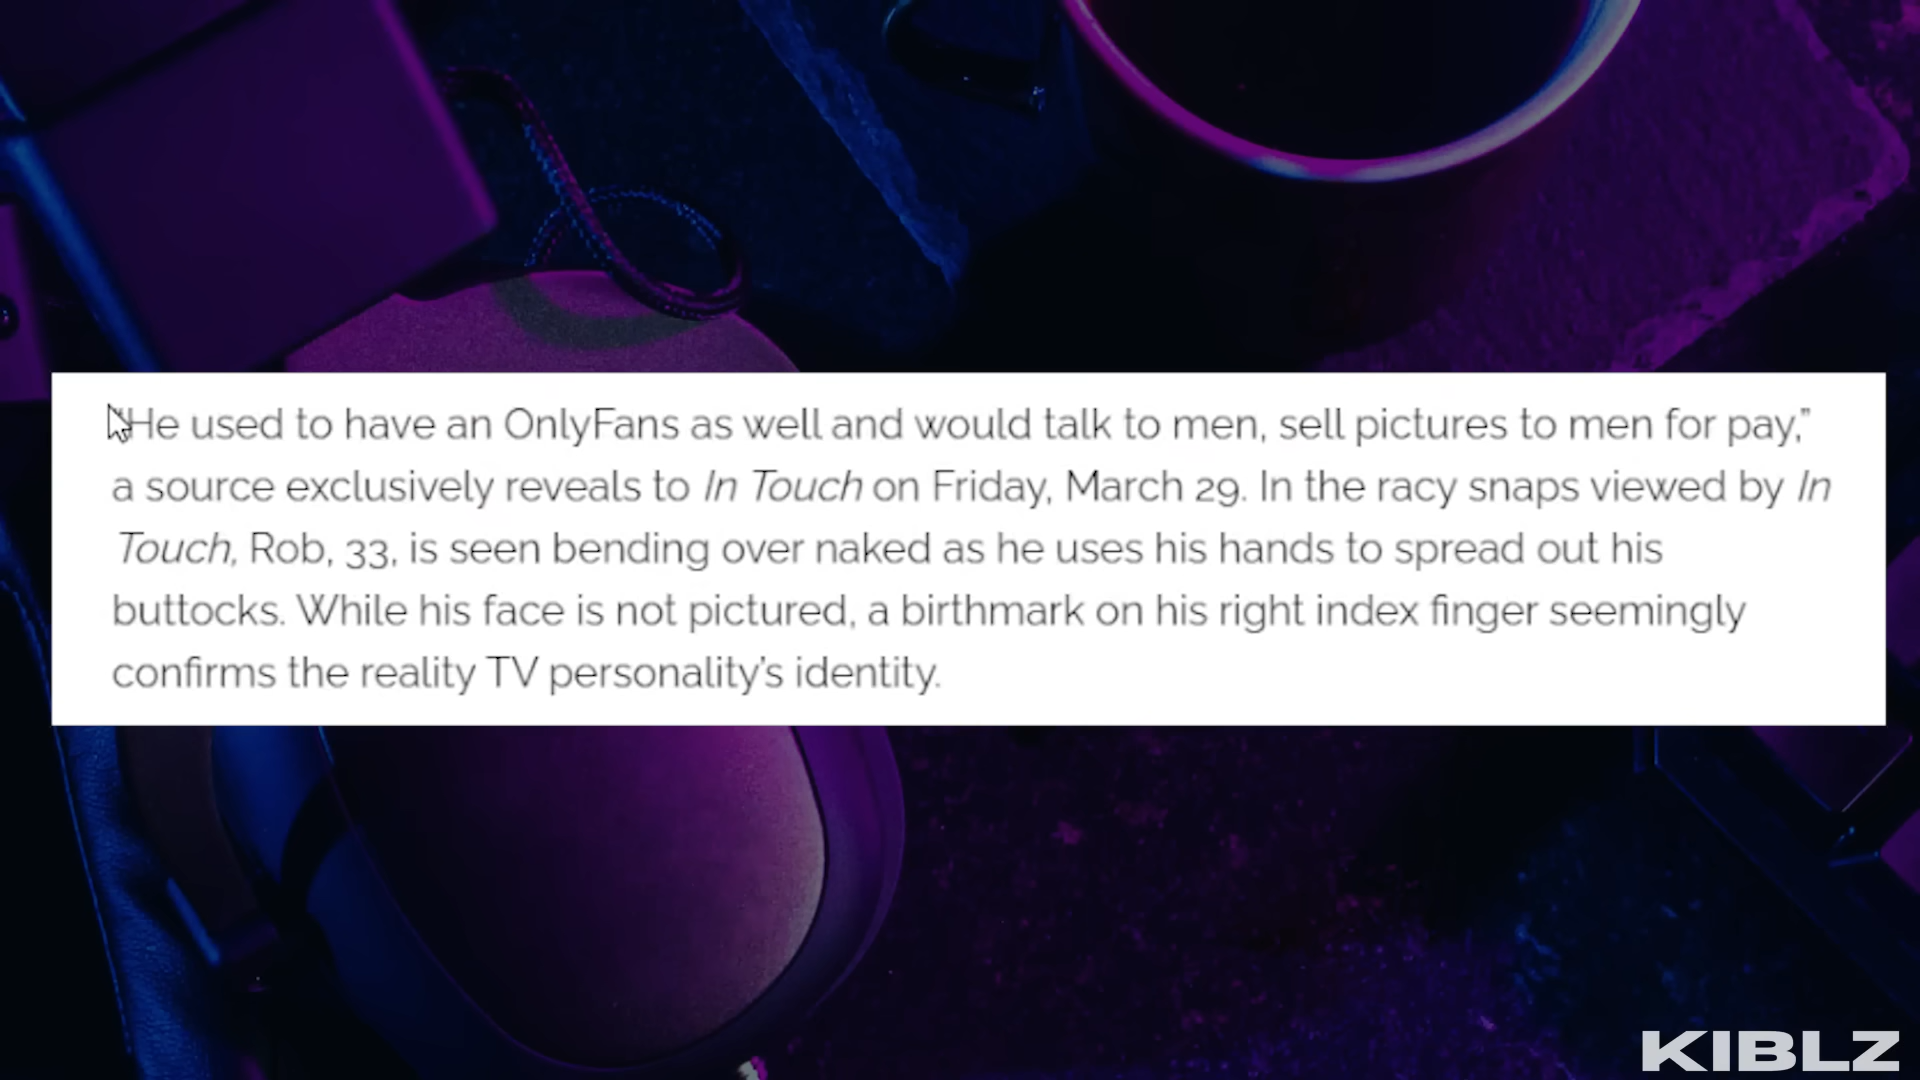 “He used to have an OnlyFans as well and would talk to men, sell pictures to men for pay,”
a source exclusively reveals to In Touch on Friday, March 29. In the racy snaps viewed by In
Touch, Rob, 33, is seen bending over naked as he uses his hands to spread out his
buttocks. While his face is not pictured, a birthmark on his right index finger seemingly
confirms the reality TV personality’s identity.
KIBLZ